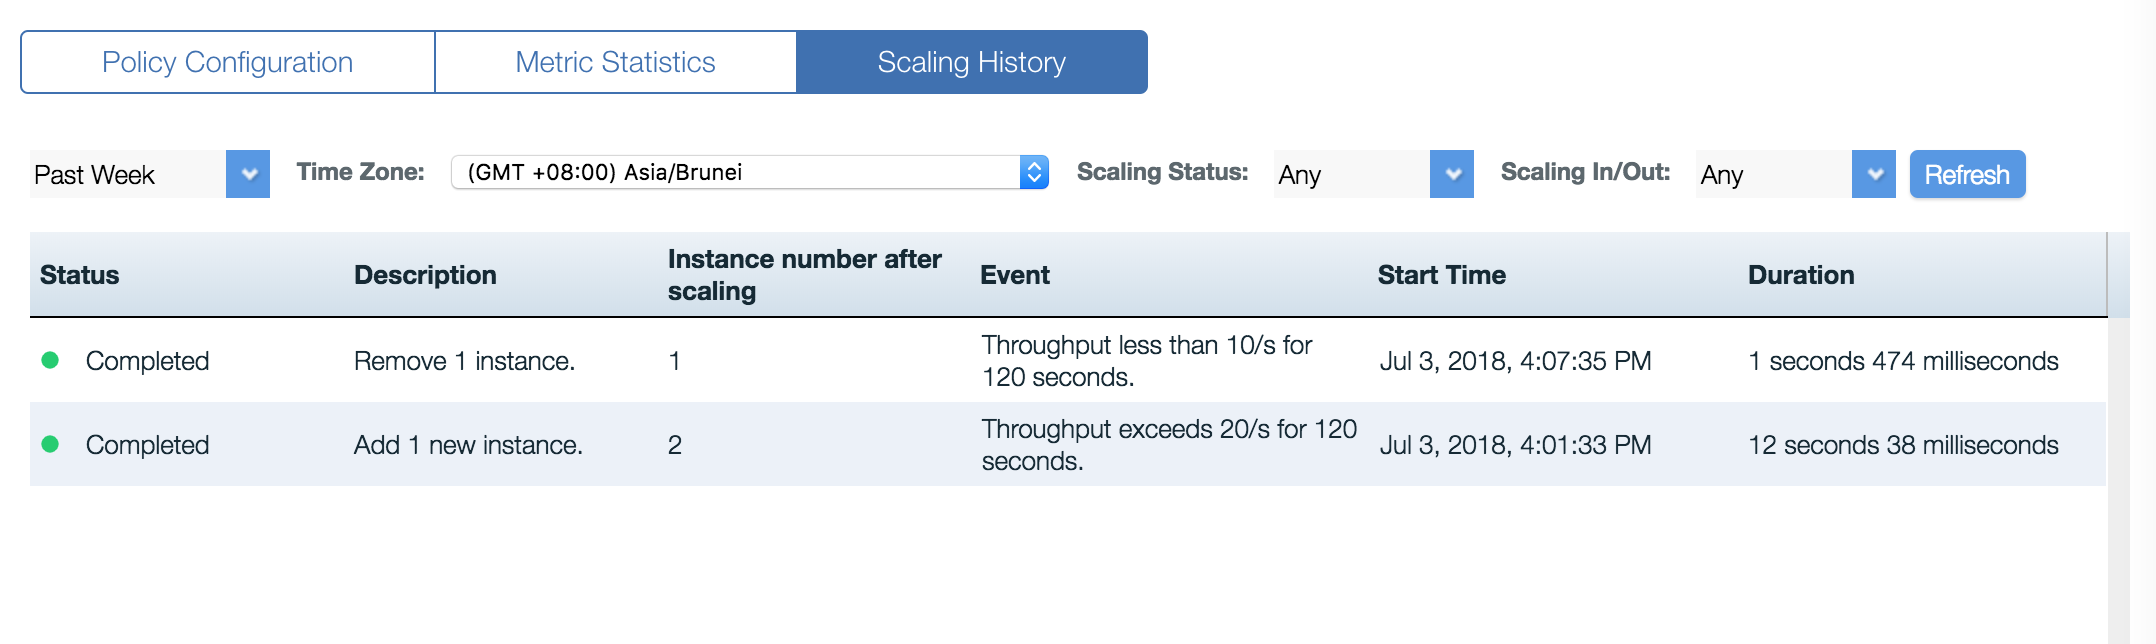 Policy Configuration Metric Statistics Scaling History
Past Week Time Zone: (GMT +08:00) Asia/Brunei Scaling Status: Any Scaling In/Out: Any Refresh
Status Description Instance number after scaling Event Start Time Duration
Completed Remove 1 instance. 1 Throughput less than 10/s for 120 seconds. Jul 3, 2018, 4:07:35 PM 1 seconds 474 milliseconds
Completed Add 1 new instance. 2 Throughput exceeds 20/s for 120 seconds. Jul 3, 2018, 4:01:33 PM 12 seconds 38 milliseconds